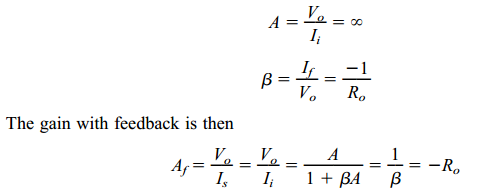 A = V_o / I_i = ∞
β = I_f / V_o = −1 / R_o
The gain with feedback is then
A_f = V_o / I_s = V_o / I_i = A / (1 + βA) = 1 / β = −R_o